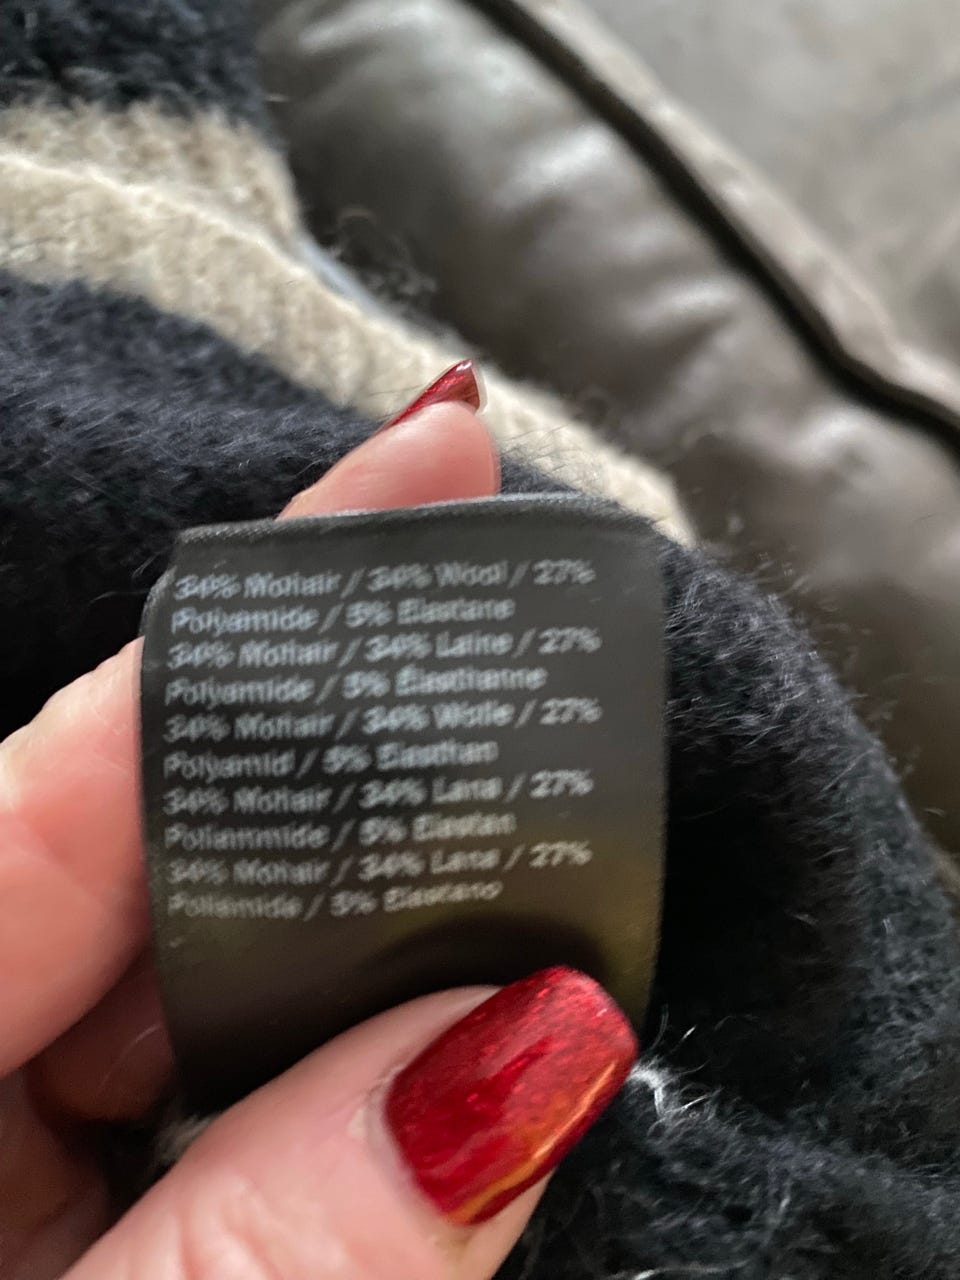 34% Mohair / 34% Wool / 27%
Polyamide / 5% Elastane
34% Mohair / 34% Laine / 27%
Polyamide / 5% Élasthanne
34% Mohair / 34% Wolle / 27%
Polyamid / 5% Elasthan
34% Mohair / 34% Lana / 27%
Poliammide / 5% Elastan
34% Mohair / 34% Lana / 27%
Poliamida / 5% Elastano